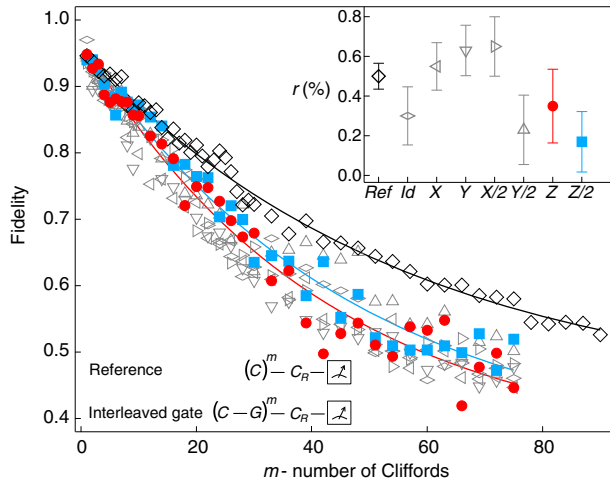 1.0
0.9
0.8
0.7
0.6
0.5
0.4
Fidelity
0 20 40 60 80
m- number of Cliffords
Reference (C)^m — C_R —
Interleaved gate (C – G)^m — C_R —
0.8
0.6
0.4
0.2
0.0
r (%)
Ref Id X Y X/2 Y/2 Z Z/2